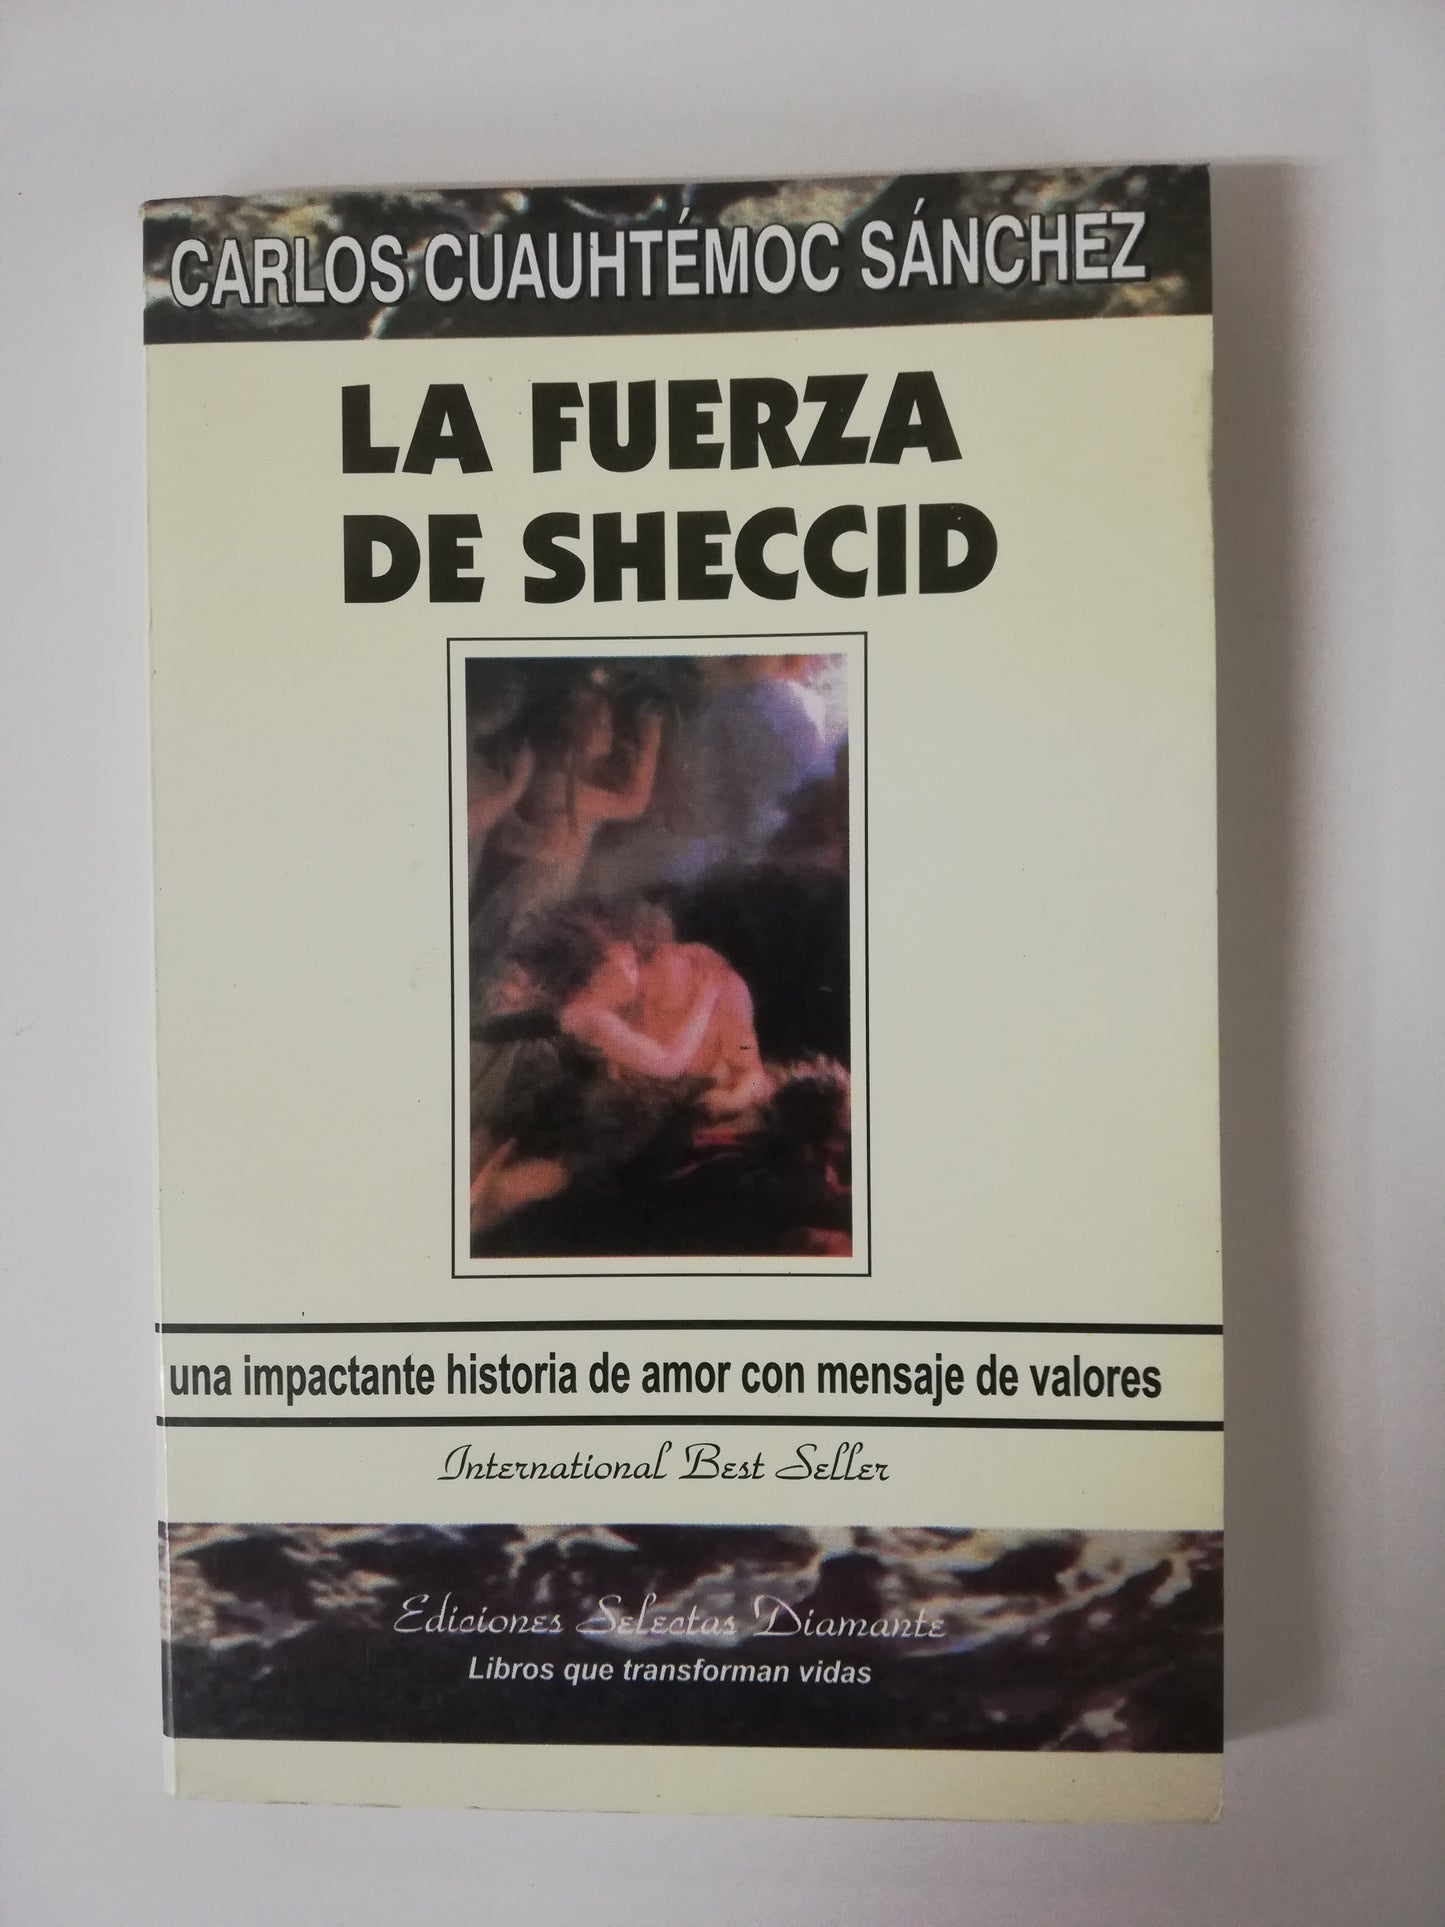 CARLOS CUAUHTÉMOC SÁNCHEZ
LA FUERZA
DE SHECCID
una impactante historia de amor con mensaje de valores
International Best Seller
Ediciones Selectas Diamante
Libros que transforman vidas